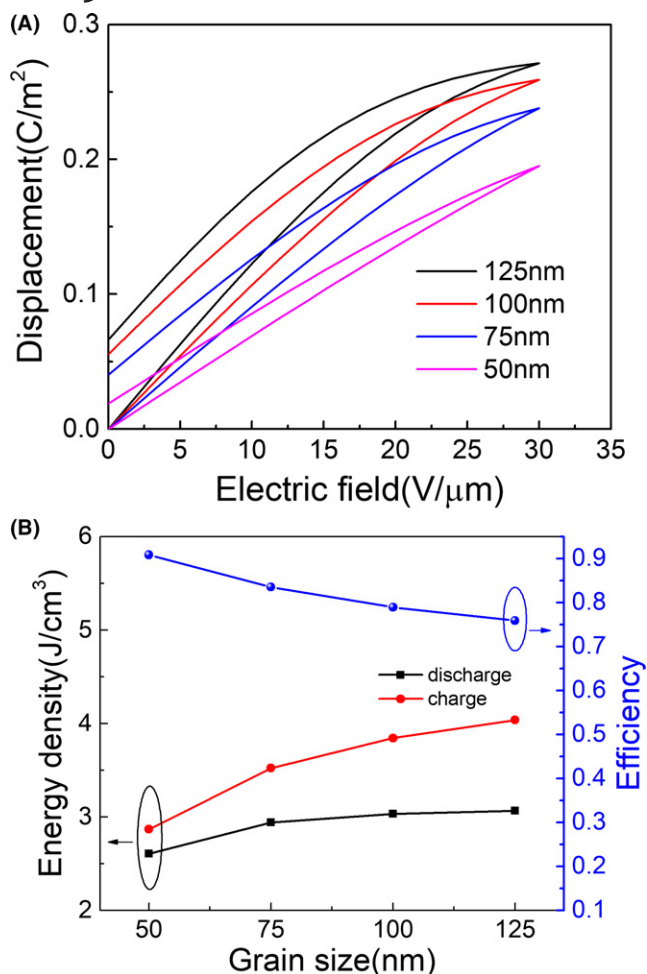 (A)
0.3
0.2
0.1
0.0
Displacement(C/m²)
125nm
100nm
75nm
50nm
0 5 10 15 20 25 30 35
Electric field(V/μm)
(B)
6
5
4
3
2
Energy density(J/cm³)
discharge
charge
0.9
0.8
0.7
0.6
0.5
0.4
0.3
0.2
0.1
Efficiency
50 75 100 125
Grain size(nm)